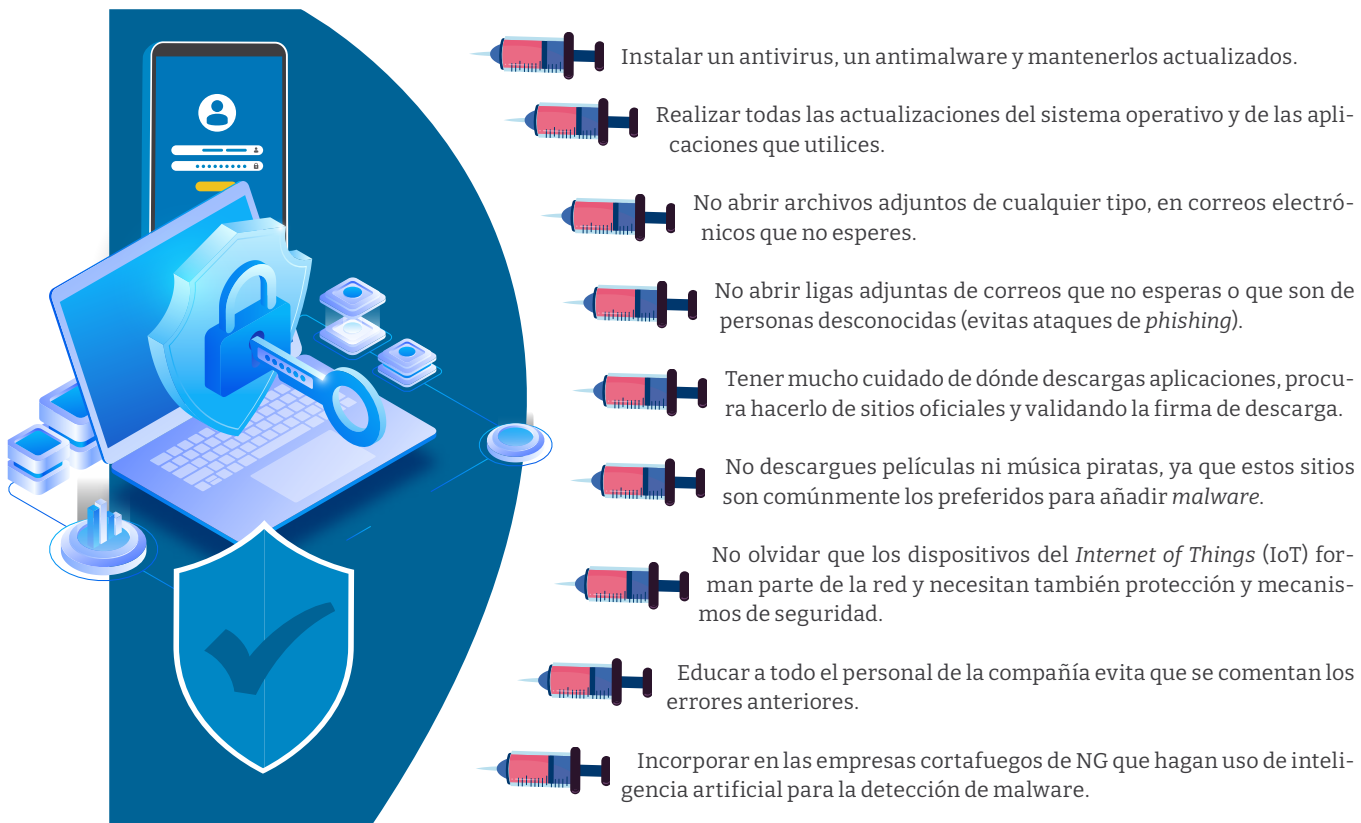 Instalar un antivirus, un antimalware y mantenerlos actualizados.
Realizar todas las actualizaciones del sistema operativo y de las apli-
caciones que utilices.
No abrir archivos adjuntos de cualquier tipo, en correos electró-
nicos que no esperes.
No abrir ligas adjuntas de correos que no esperas o que son de
personas desconocidas (evitas ataques de phishing).
Tener mucho cuidado de dónde descargas aplicaciones, procu-
ra hacerlo de sitios oficiales y validando la firma de descarga.
No descargues películas ni música piratas, ya que estos sitios
son comúnmente los preferidos para añadir malware.
No olvidar que los dispositivos del Internet of Things (IoT) for-
man parte de la red y necesitan también protección y mecanis-
mos de seguridad.
Educar a todo el personal de la compañía evita que se comentan los
errores anteriores.
Incorporar en las empresas cortafuegos de NG que hagan uso de inteli-
gencia artificial para la detección de malware.